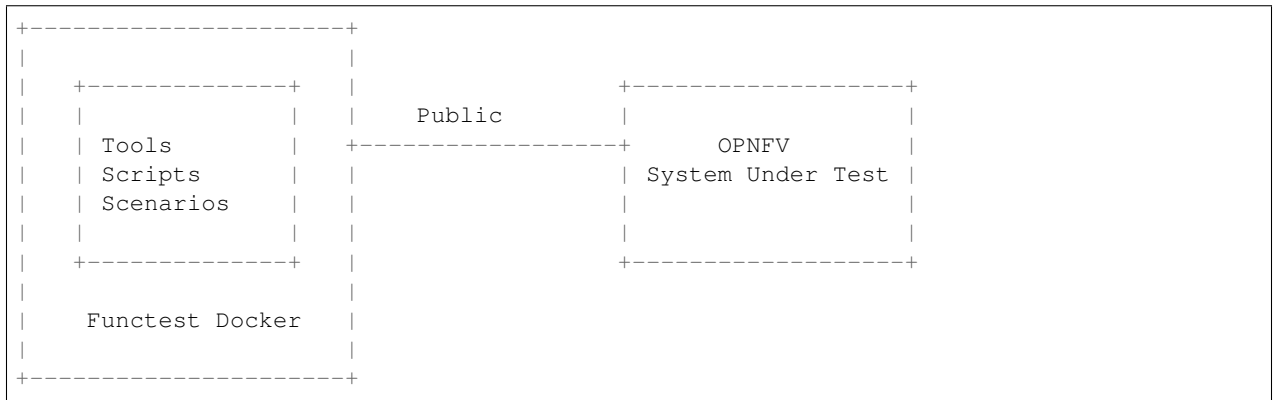 Public
Tools OPNFV
Scripts System Under Test
Scenarios
Functest Docker